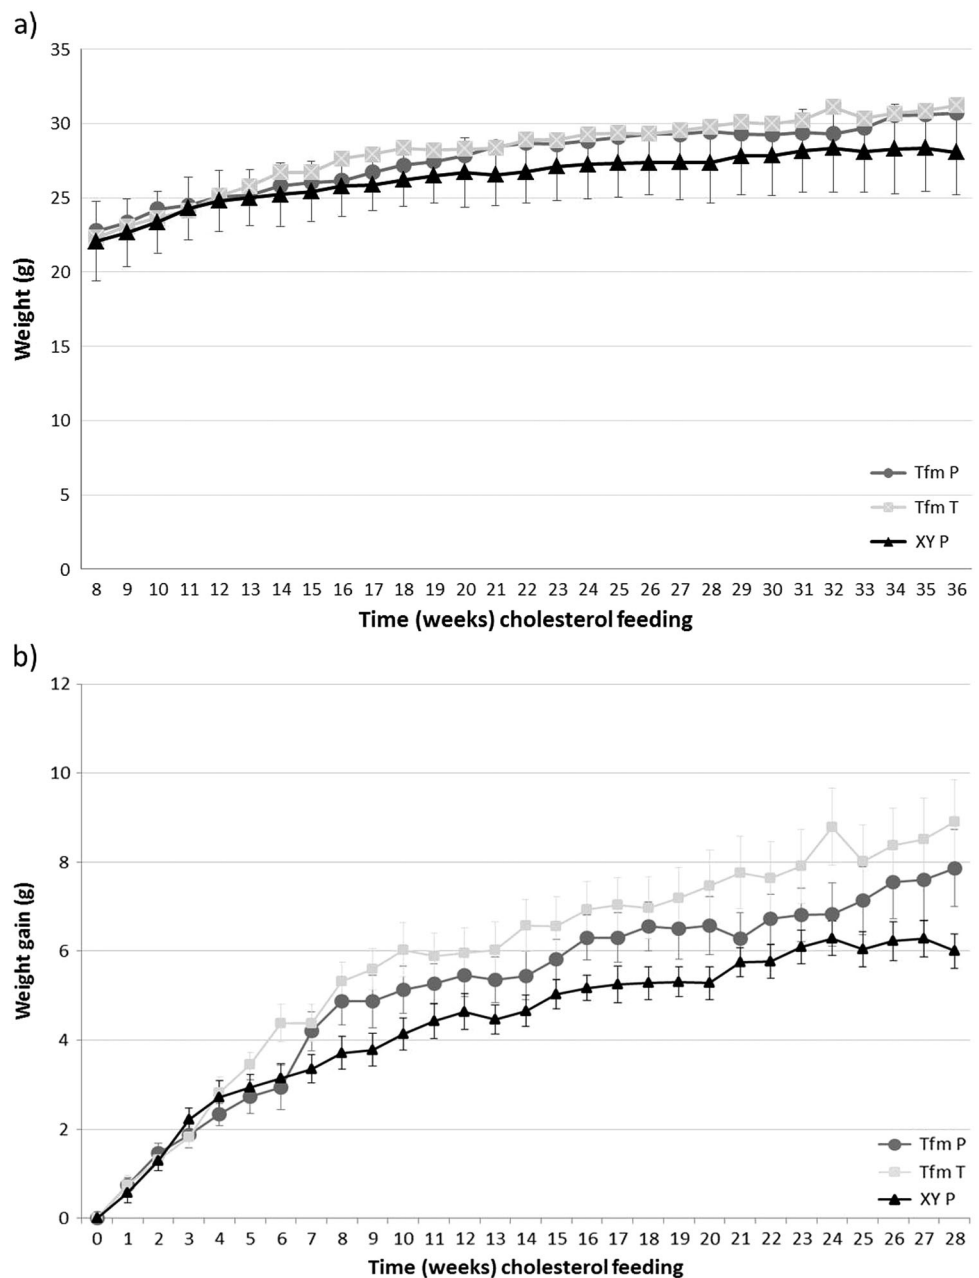 a)
35
30
25
20
15
10
5
0
Weight (g)
Tfm P
Tfm T
XY P
8 9 10 11 12 13 14 15 16 17 18 19 20 21 22 23 24 25 26 27 28 29 30 31 32 33 34 35 36
Time (weeks) cholesterol feeding
b)
12
10
8
6
4
2
0
Weight gain (g)
Tfm P
Tfm T
XY P
0 1 2 3 4 5 6 7 8 9 10 11 12 13 14 15 16 17 18 19 20 21 22 23 24 25 26 27 28
Time (weeks) cholesterol feeding